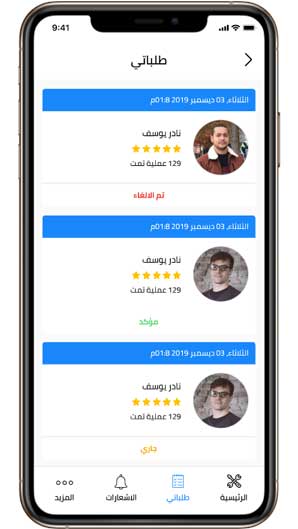 9:41
طلباتي
الثلاثاء, 03 ديسمبر 2019 01:8م
نادر يوسف
129 عملية تمت
تم الالغاء
الثلاثاء, 03 ديسمبر 2019 01:8م
نادر يوسف
129 عملية تمت
مؤكد
الثلاثاء, 03 ديسمبر 2019 01:8م
نادر يوسف
129 عملية تمت
جاري
الرئيسية طلباتي الاشعارات المزيد